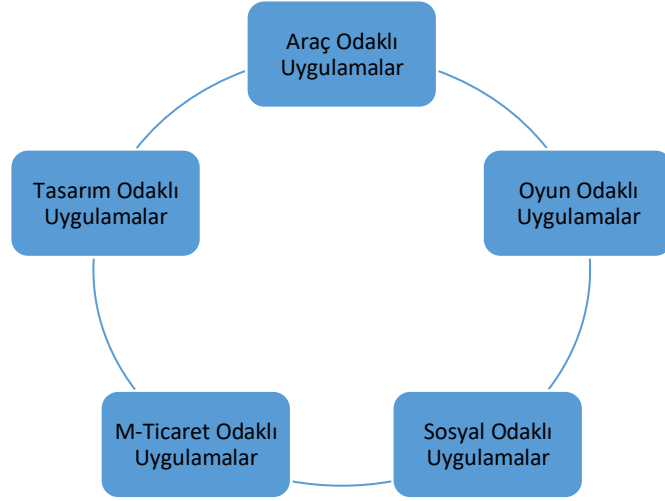 Araç Odaklı
Uygulamalar
Oyun Odaklı
Uygulamalar
Sosyal Odaklı
Uygulamalar
M-Ticaret Odaklı
Uygulamalar
Tasarım Odaklı
Uygulamalar